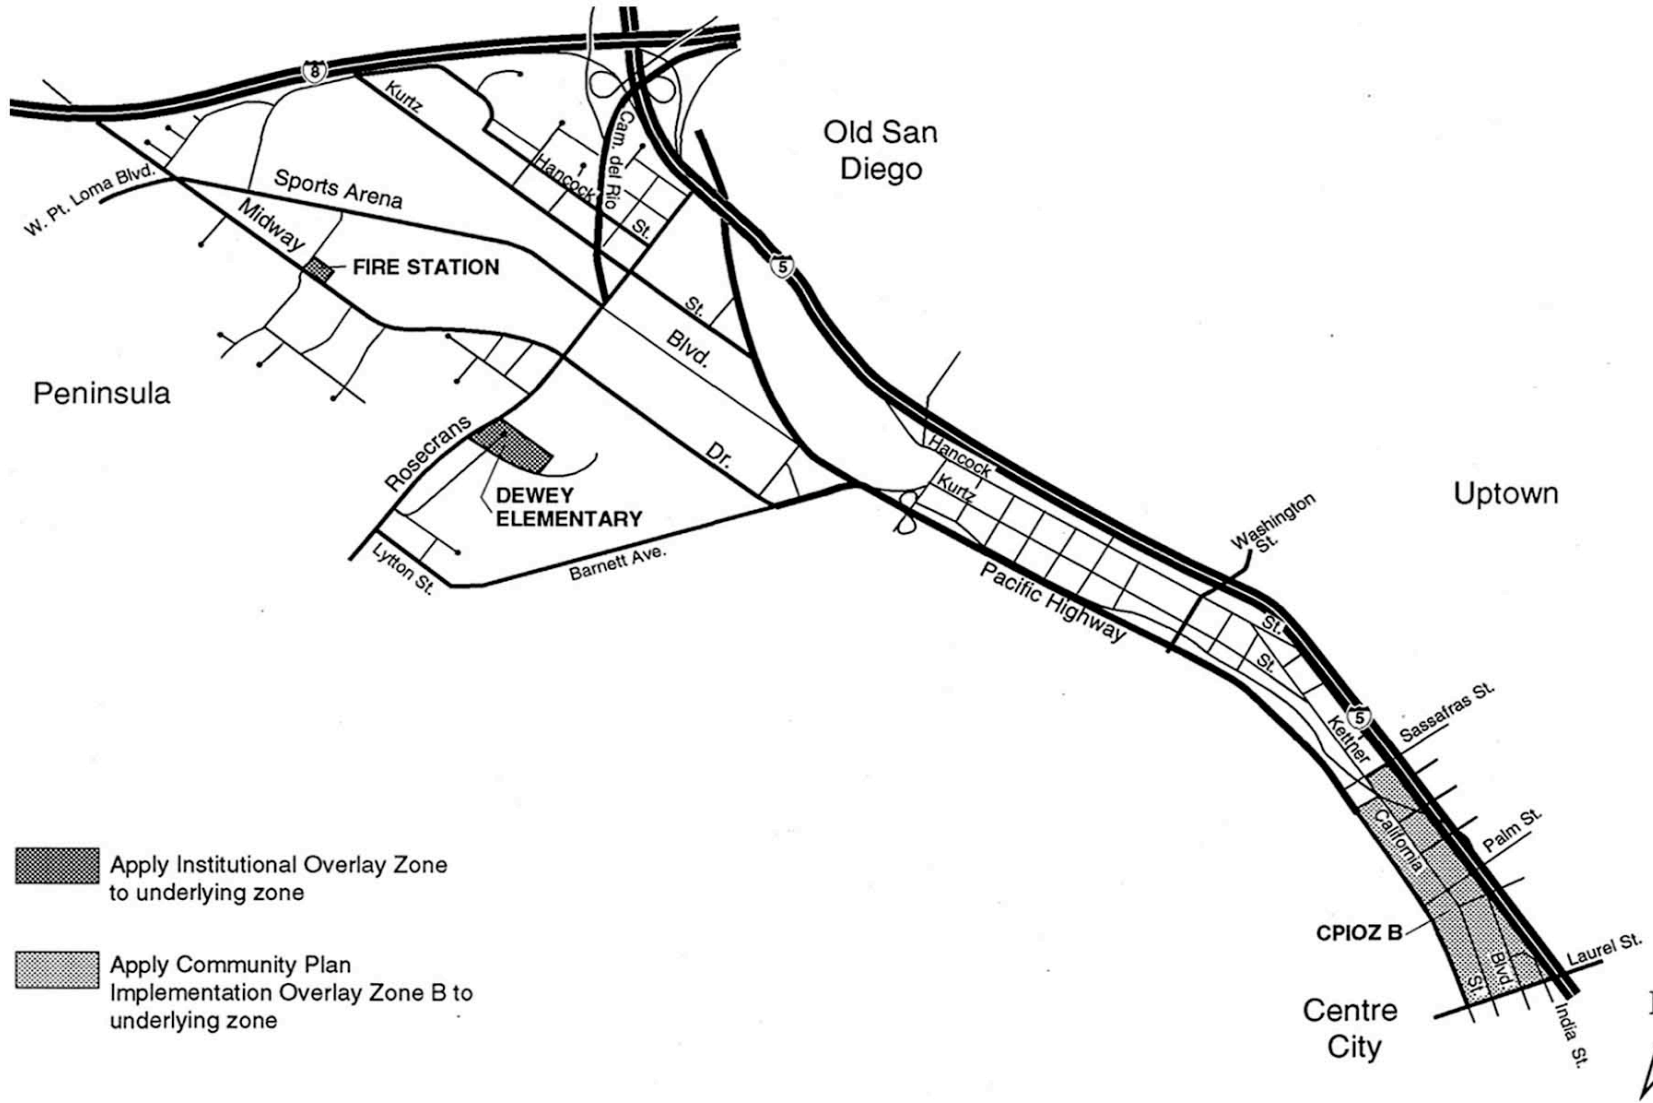 8
Kurtz
Cam. del Rio
Old San
Diego
Hancock
W. Pt. Loma Blvd.
Sports Arena
Midway
St.
FIRE STATION
5
St.
Blvd.
Peninsula
Rosecrans
Dr.
Hancock
Kurtz
DEWEY
ELEMENTARY
Uptown
Washington
St.
Lytton St.
Barnett Ave.
Pacific Highway
St.
St.
5
Kettner
Sassafras St.
California
Palm St.
Apply Institutional Overlay Zone
to underlying zone
CPIOZ B
Laurel St.
Blvd.
St.
Apply Community Plan
Implementation Overlay Zone B to
underlying zone
Centre
City
India St.